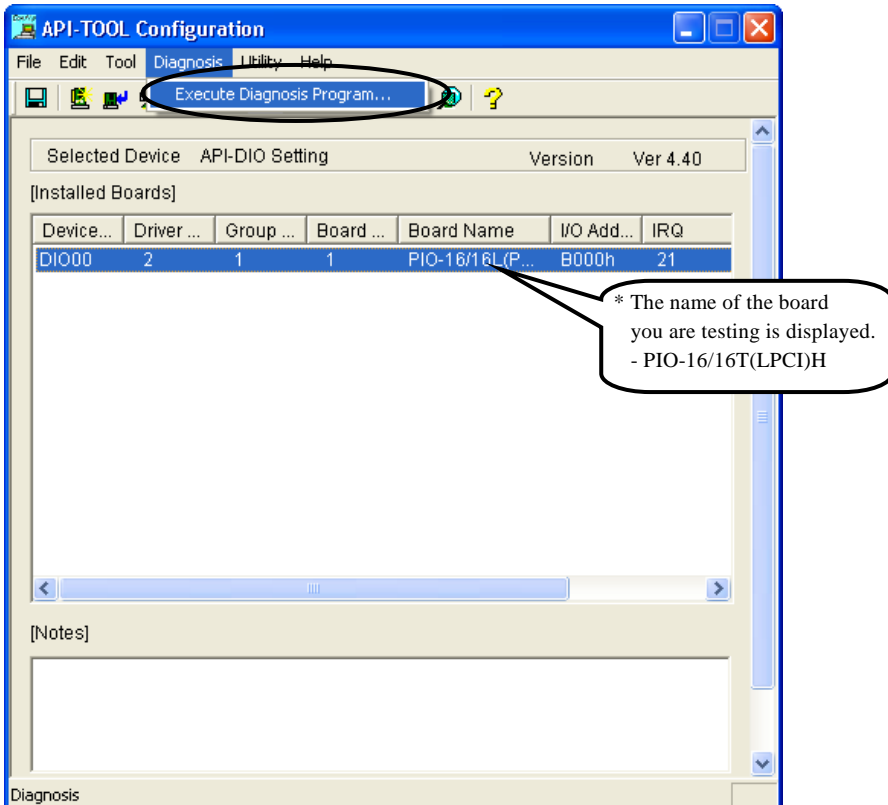 API-TOOL Configuration
File Edit Tool Diagnosis Utility Help
Execute Diagnosis Program...
Selected Device API-DIO Setting Version Ver 4.40
[Installed Boards]
Device... Driver ... Group ... Board ... Board Name I/O Add... IRQ
DIO00 2 1 1 PIO-16/16L(P... B000h 21
* The name of the board
you are testing is displayed.
- PIO-16/16T(LPCI)H
[Notes]
Diagnosis